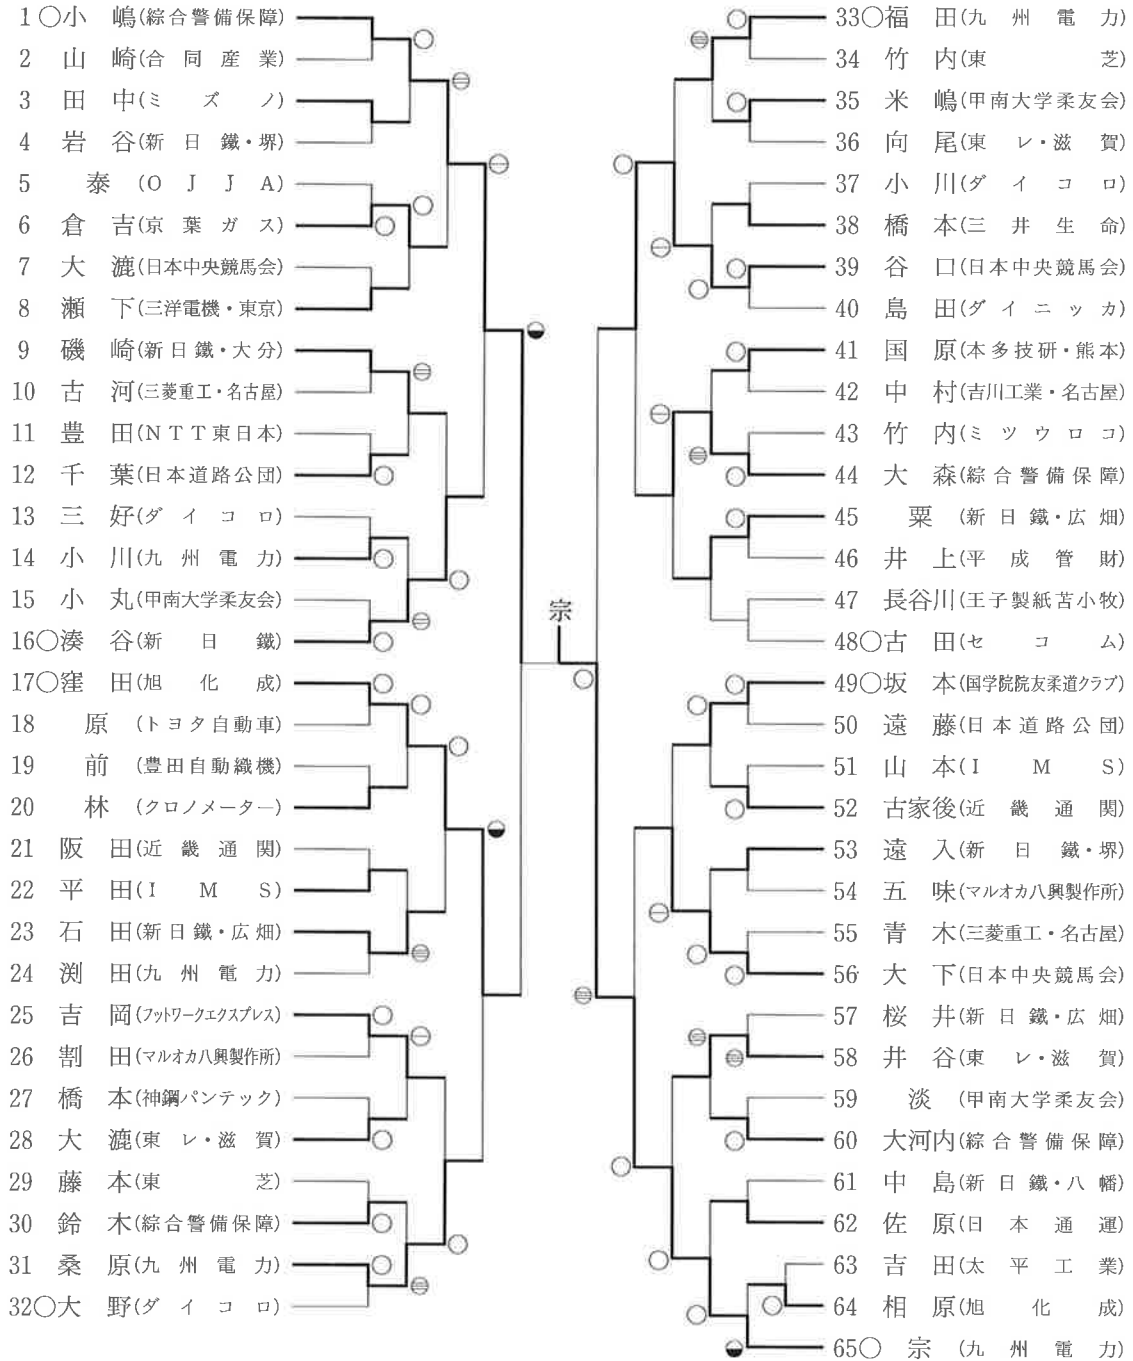 1○小嶋(綜合警備保障)
2 山崎(合同産業)
3 田中(ミズノ)
4 岩谷(新日鐵・堺)
5 泰(OJJA)
6 倉吉(京葉ガス)
7 大漉(日本中央競馬会)
8 瀬下(三洋電機・東京)
9 磯崎(新日鐵・大分)
10 古河(三菱重工・名古屋)
11 豊田(NTT東日本)
12 千葉(日本道路公団)
13 三好(ダイコロ)
14 小川(九州電力)
15 小丸(甲南大学柔友会)
16○湊谷(新日鐵)
17○窪田(旭化成)
18 原(トヨタ自動車)
19 前(豊田自動織機)
20 林(クロノメーター)
21 阪田(近畿通関)
22 平田(IMS)
23 石田(新日鐵・広畑)
24 渕田(九州電力)
25 吉岡(フットワークエクスプレス)
26 割田(マルオカ八興製作所)
27 橋本(神鋼パンテック)
28 大漉(東レ・滋賀)
29 藤本(東芝)
30 鈴木(綜合警備保障)
31 桑原(九州電力)
32○大野(ダイコロ)
宗
33○福田(九州電力)
34 竹内(東芝)
35 米嶋(甲南大学柔友会)
36 向尾(東レ・滋賀)
37 小川(ダイコロ)
38 橋本(三井生命)
39 谷口(日本中央競馬会)
40 島田(ダイニッカ)
41 国原(本多技研・熊本)
42 中村(吉川工業・名古屋)
43 竹内(ミツウロコ)
44 大森(綜合警備保障)
45 粟(新日鐵・広畑)
46 井上(平成管財)
47 長谷川(王子製紙苫小牧)
48○古田(セコム)
49○坂本(国学院院友柔道クラブ)
50 遠藤(日本道路公団)
51 山本(IMS)
52 古家後(近畿通関)
53 遠入(新日鐵・堺)
54 五味(マルオカ八興製作所)
55 青木(三菱重工・名古屋)
56 大下(日本中央競馬会)
57 桜井(新日鐵・広畑)
58 井谷(東レ・滋賀)
59 淡(甲南大学柔友会)
60 大河内(綜合警備保障)
61 中島(新日鐵・八幡)
62 佐原(日本通運)
63 吉田(太平工業)
64 相原(旭化成)
65○宗(九州電力)